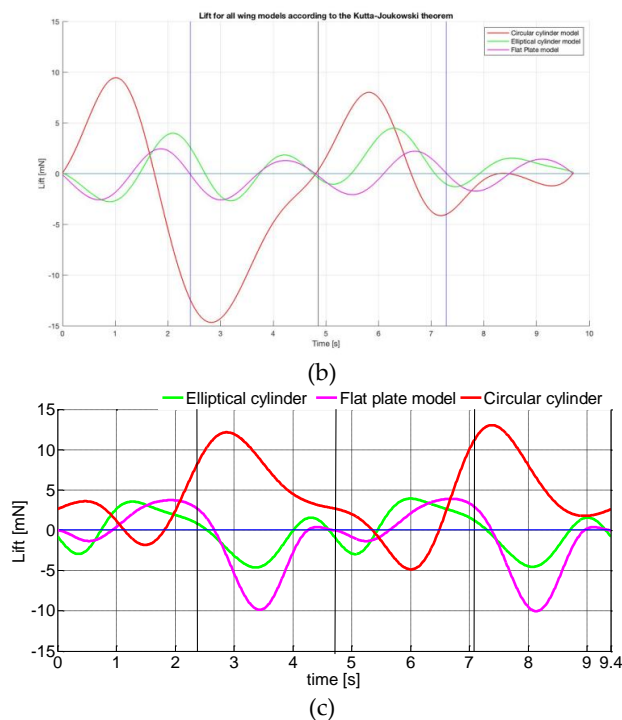 Lift for all wing models according to the Kutta-Joukowski theorem
Circular cylinder model
Elliptical cylinder model
Flat Plate model
15
10
5
0
-5
-10
-15
Lift [mN]
0 1 2 3 4 5 6 7 8 9 10
Time [s]
(b)
Elliptical cylinder Flat plate model Circular cylinder
15
10
5
0
-5
-10
-15
Lift [mN]
0 1 2 3 4 5 6 7 8 9 9.4
time [s]
(c)